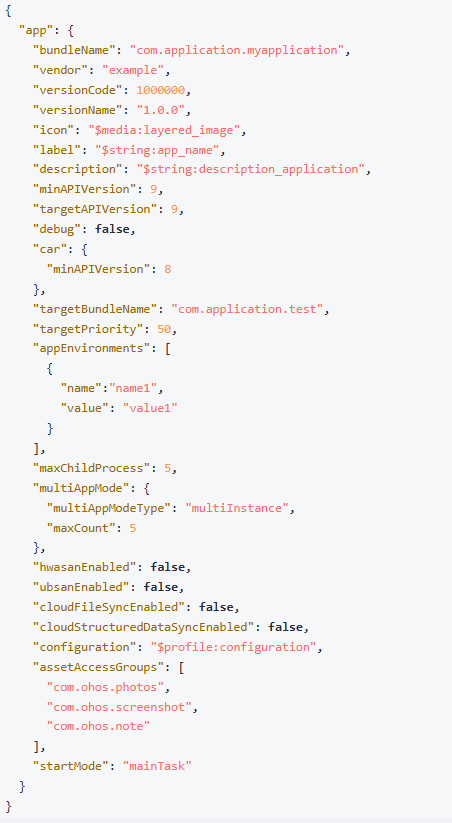 {
  "app": {
    "bundleName": "com.application.myapplication",
    "vendor": "example",
    "versionCode": 1000000,
    "versionName": "1.0.0",
    "icon": "$media:layered_image",
    "label": "$string:app_name",
    "description": "$string:description_application",
    "minAPIVersion": 9,
    "targetAPIVersion": 9,
    "debug": false,
    "car": {
      "minAPIVersion": 8
    },
    "targetBundleName": "com.application.test",
    "targetPriority": 50,
    "appEnvironments": [
      {
        "name":"name1",
        "value": "value1"
      }
    ],
    "maxChildProcess": 5,
    "multiAppMode": {
      "multiAppModeType": "multiInstance",
      "maxCount": 5
    },
    "hwasanEnabled": false,
    "ubsanEnabled": false,
    "cloudFileSyncEnabled": false,
    "cloudStructuredDataSyncEnabled": false,
    "configuration": "$profile:configuration",
    "assetAccessGroups": [
      "com.ohos.photos",
      "com.ohos.screenshot",
      "com.ohos.note"
    ],
    "startMode": "mainTask"
  }
}